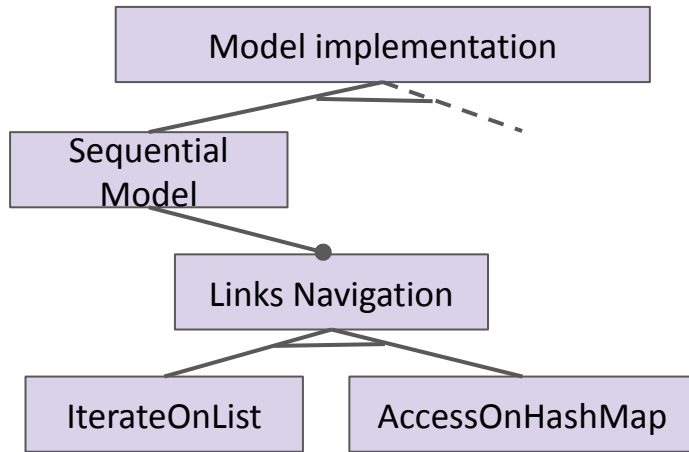 Model implementation
Sequential
Model
Links Navigation
IterateOnList
AccessOnHashMap